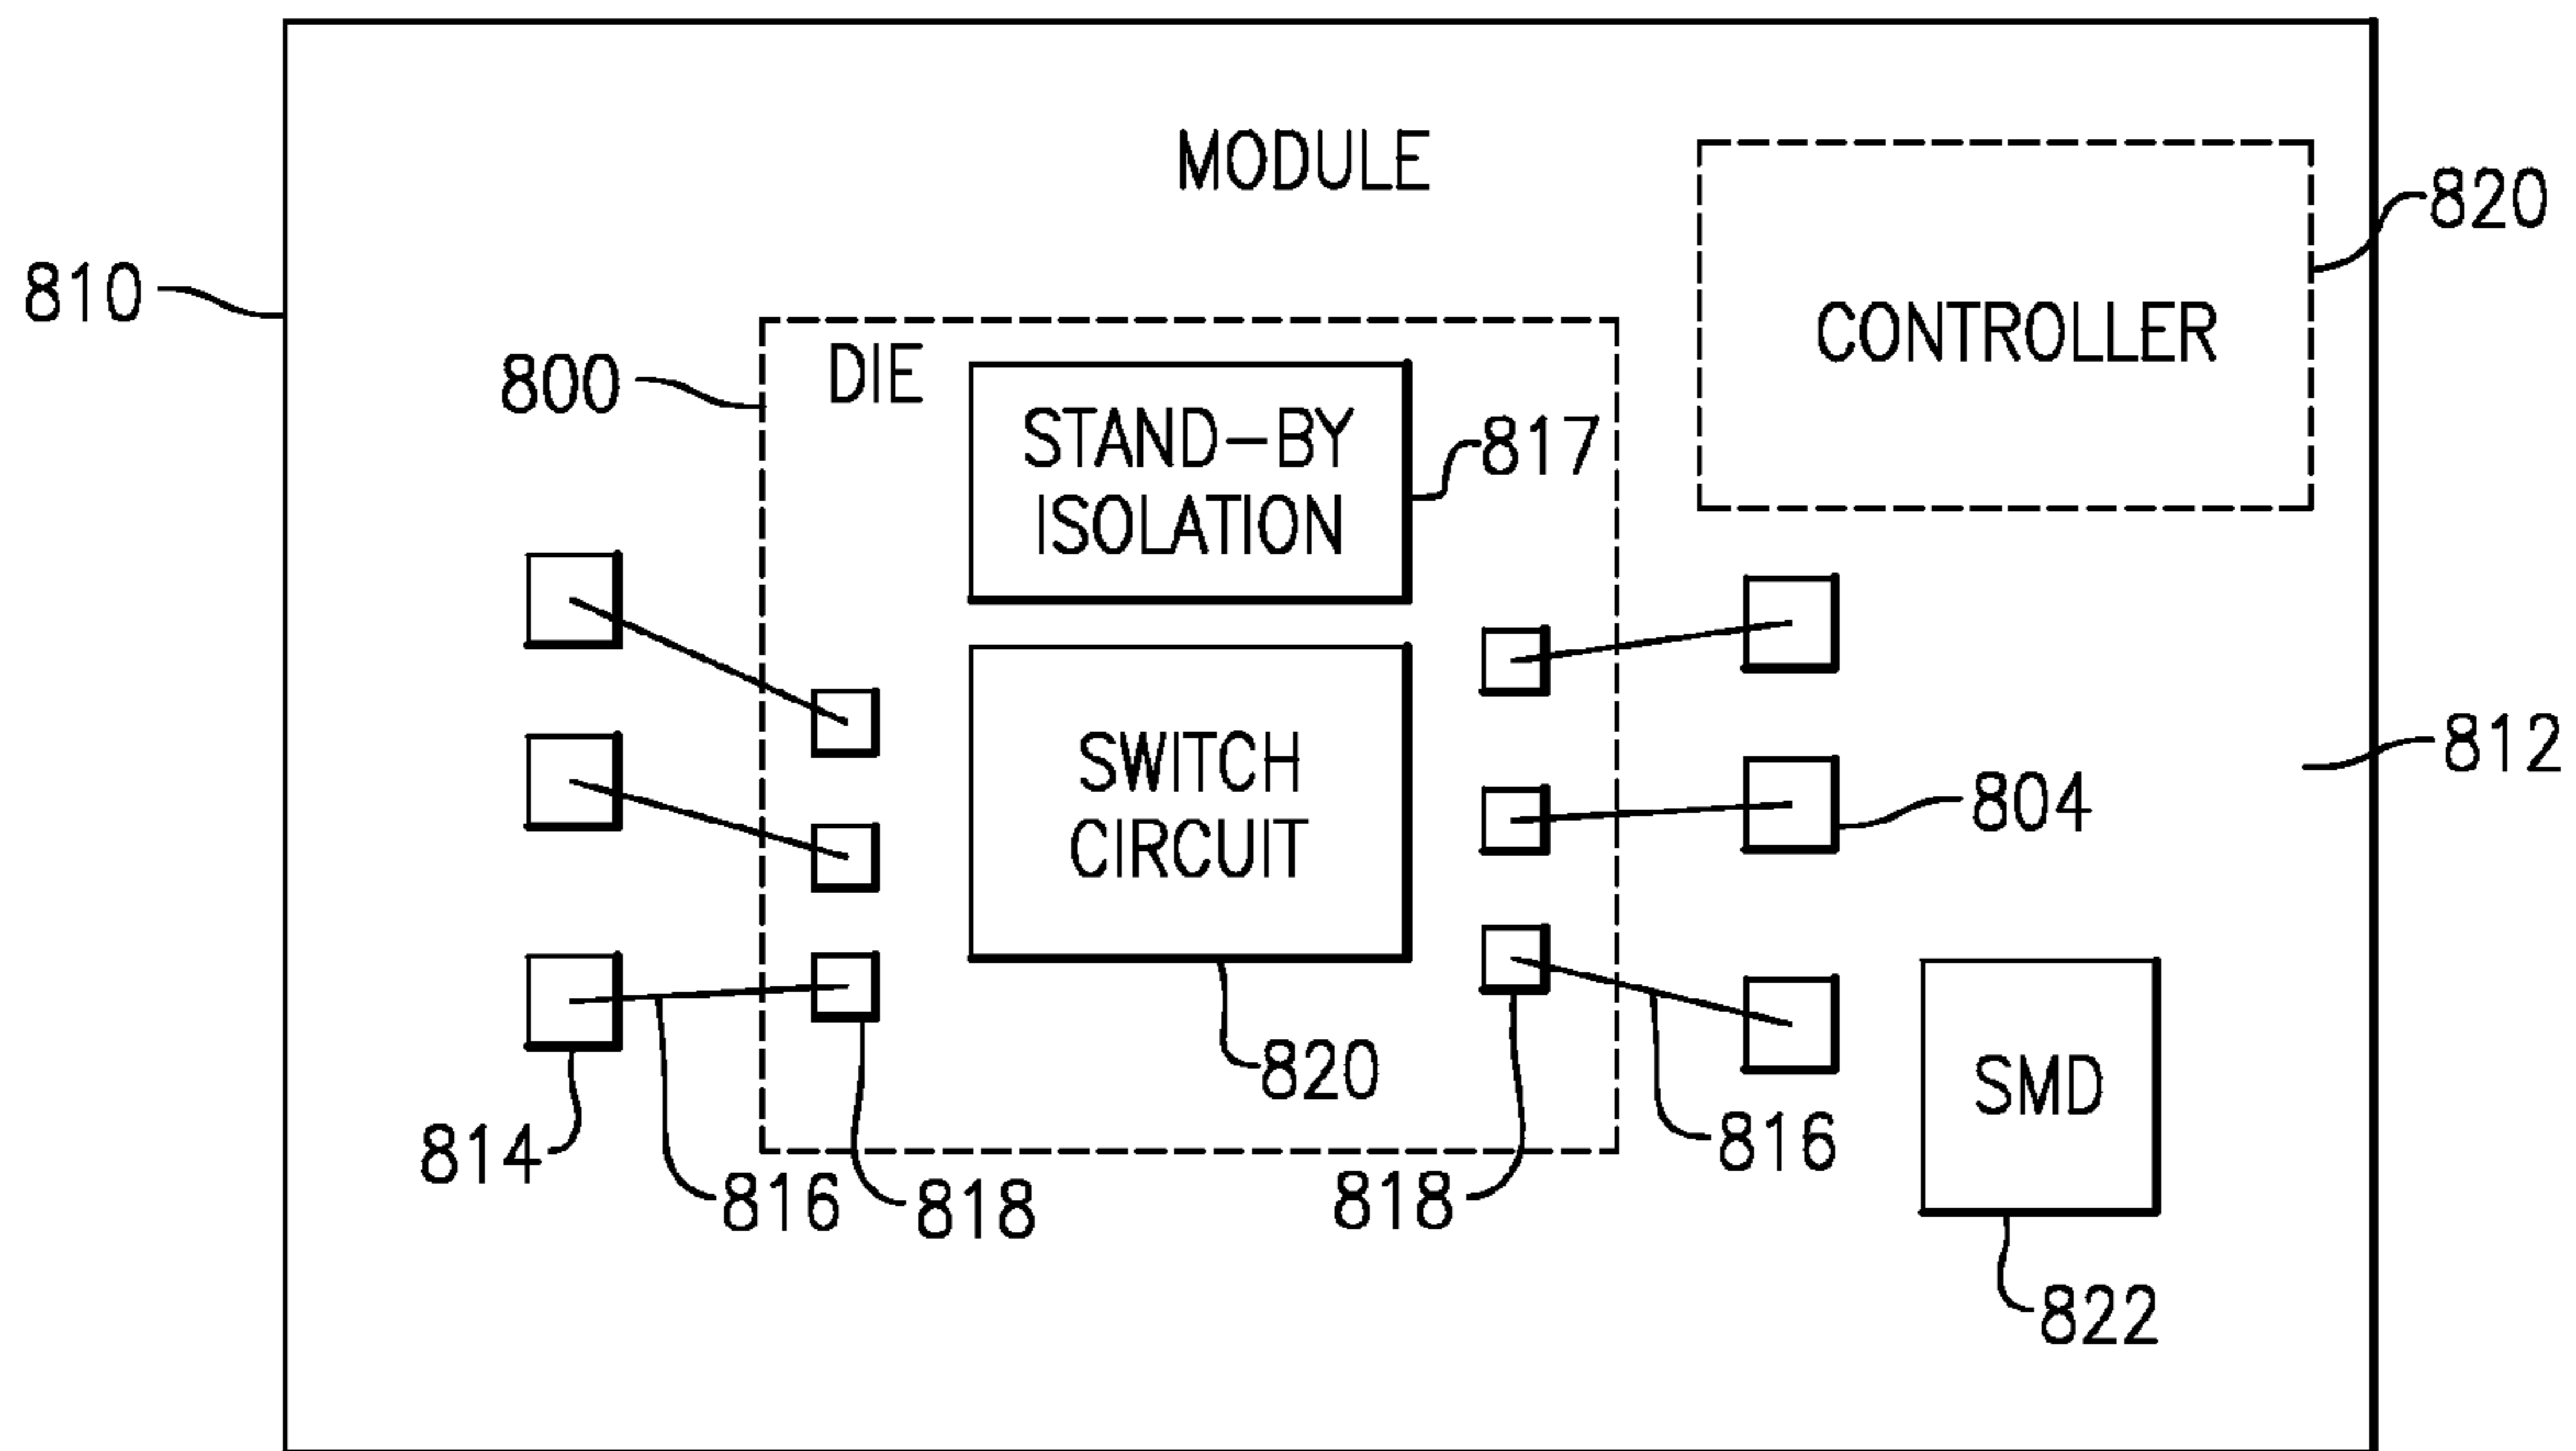 MODULE
820
810
CONTROLLER
800
DIE
STAND-BY
ISOLATION
817
SWITCH
CIRCUIT
812
804
820
SMD
814
816
818
818
816
822